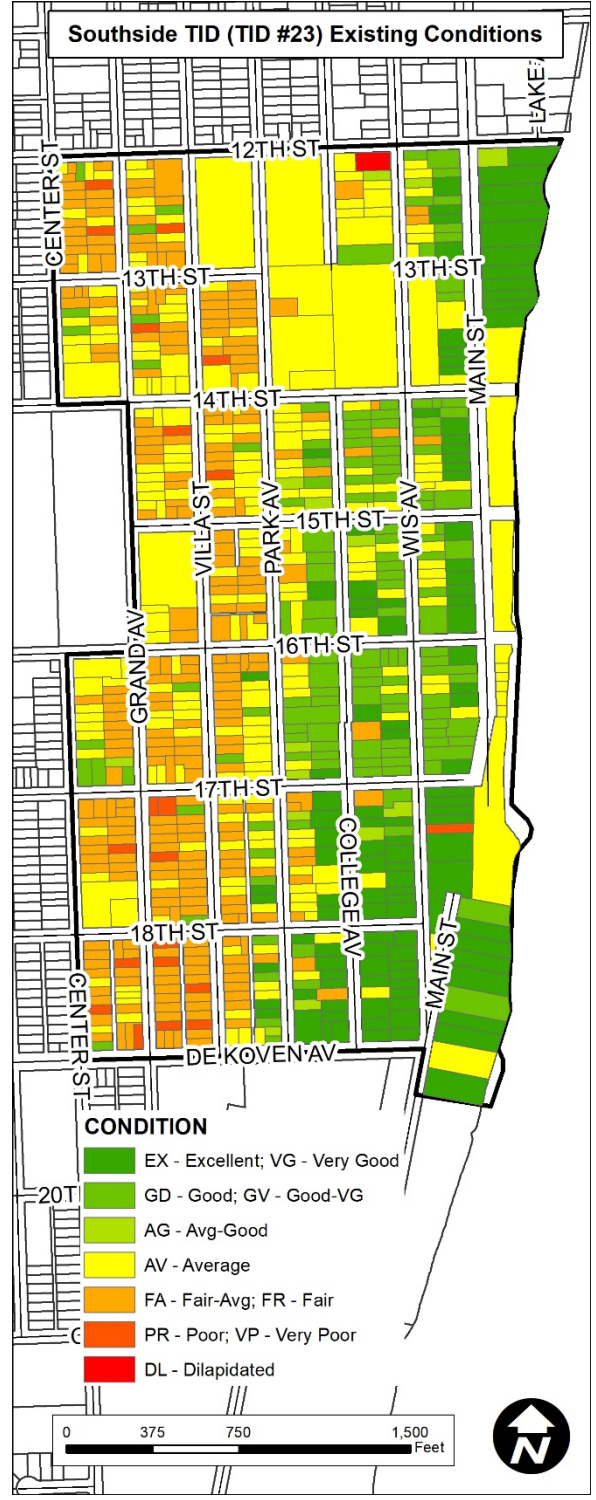 Southside TID (TID #23) Existing Conditions
LAKE A
12TH ST
CENTER ST
13TH ST
13TH ST
MAIN ST
14TH ST
VILLA ST
PARK AV
15TH ST
WIS AV
GRAND AV
16TH ST
17TH ST
COLLEGE AV
18TH ST
MAIN ST
CENTER ST
DE KOVEN AV
CONDITION
EX - Excellent; VG - Very Good
GD - Good; GV - Good-VG
20T
AG - Avg-Good
AV - Average
FA - Fair-Avg; FR - Fair
PR - Poor; VP - Very Poor
DL - Dilapidated
0 375 750 1,500
Feet
N